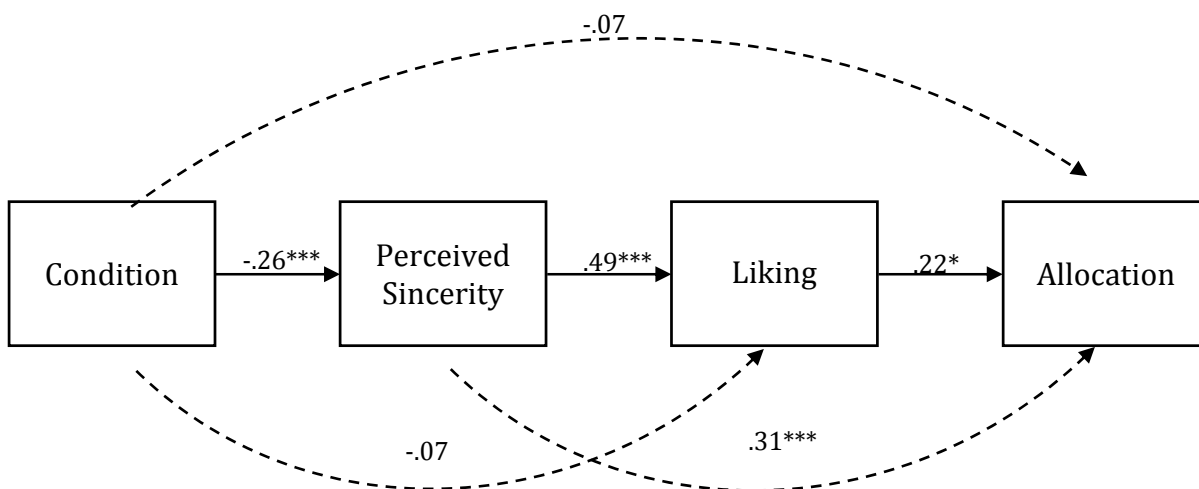 -.07
Condition
-.26***
Perceived
Sincerity
.49***
Liking
.22*
Allocation
-.07
.31***